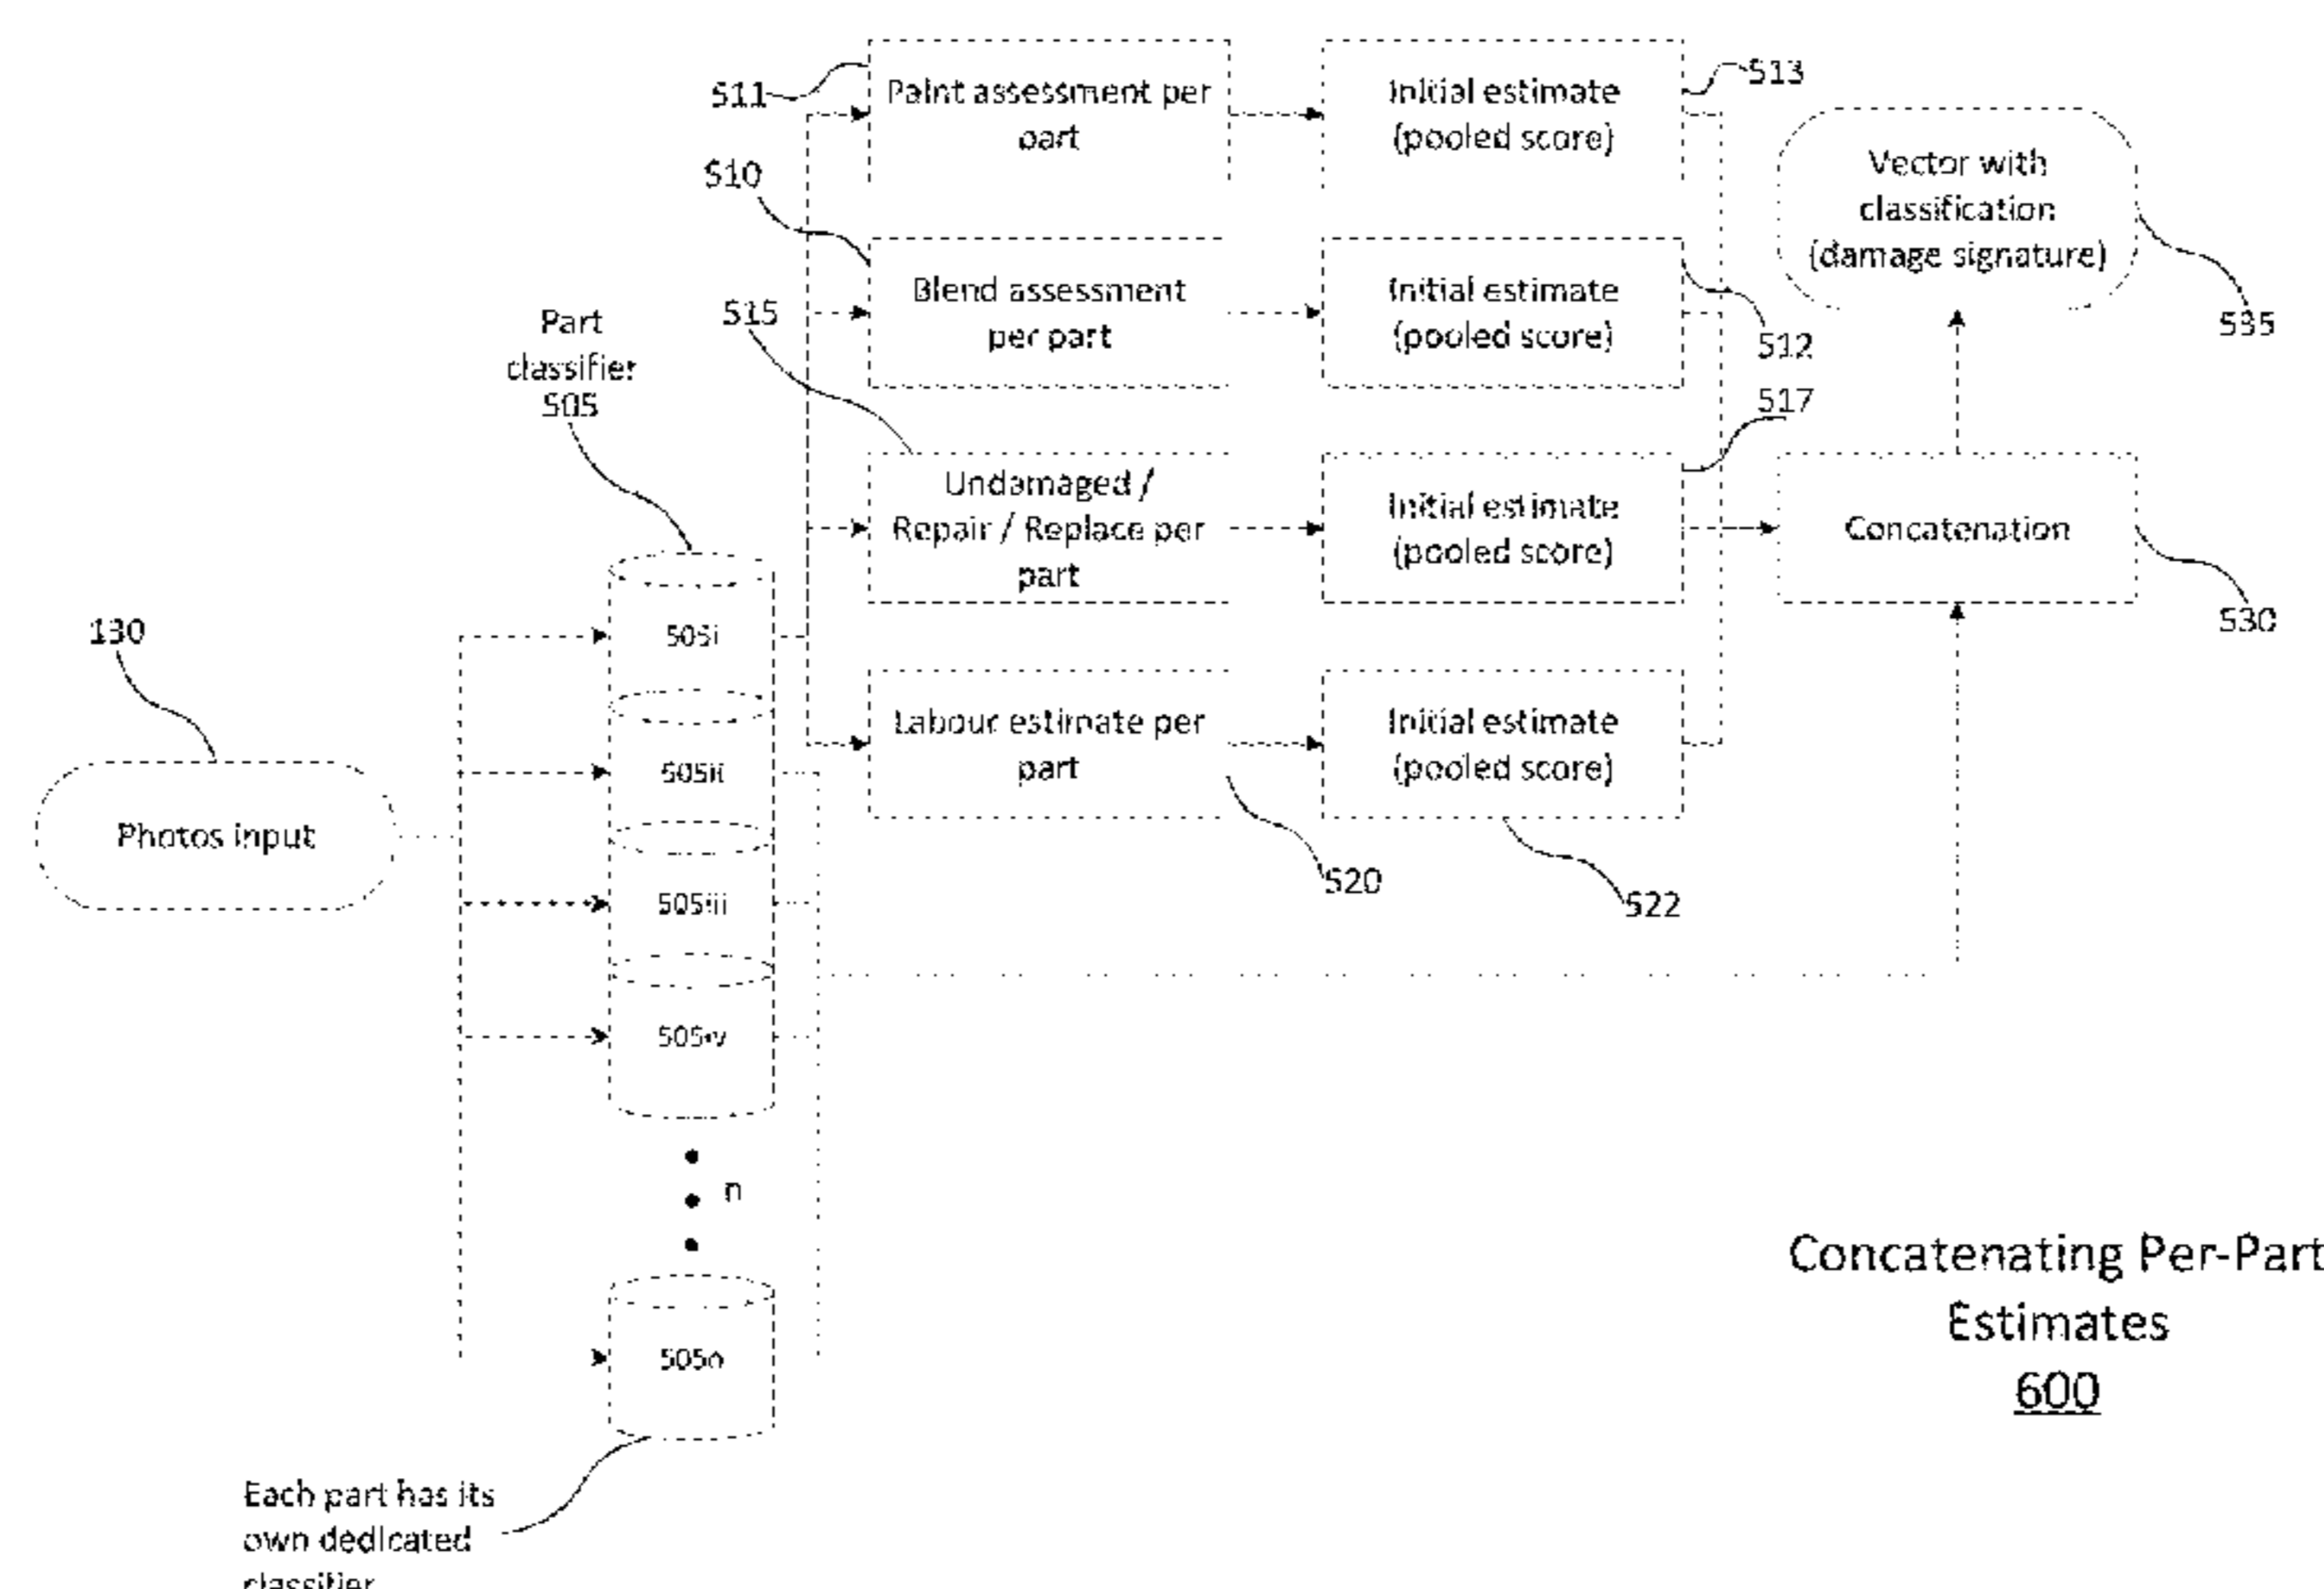 511
Paint assessment per
part
Initial estimate
(pooled score)
513
510
Blend assessment
per part
Initial estimate
(pooled score)
512
Vector with
classification
(damage signature)
535
Part
classifier
505
515
Undamaged /
Repair / Replace per
part
Initial estimate
(pooled score)
517
Concatenation
530
130
Photos input
505i
505ii
505iii
505iv
n
505n
Labour estimate per
part
520
Initial estimate
(pooled score)
522
Each part has its
own dedicated
classifier
Concatenating Per-Part
Estimates
600